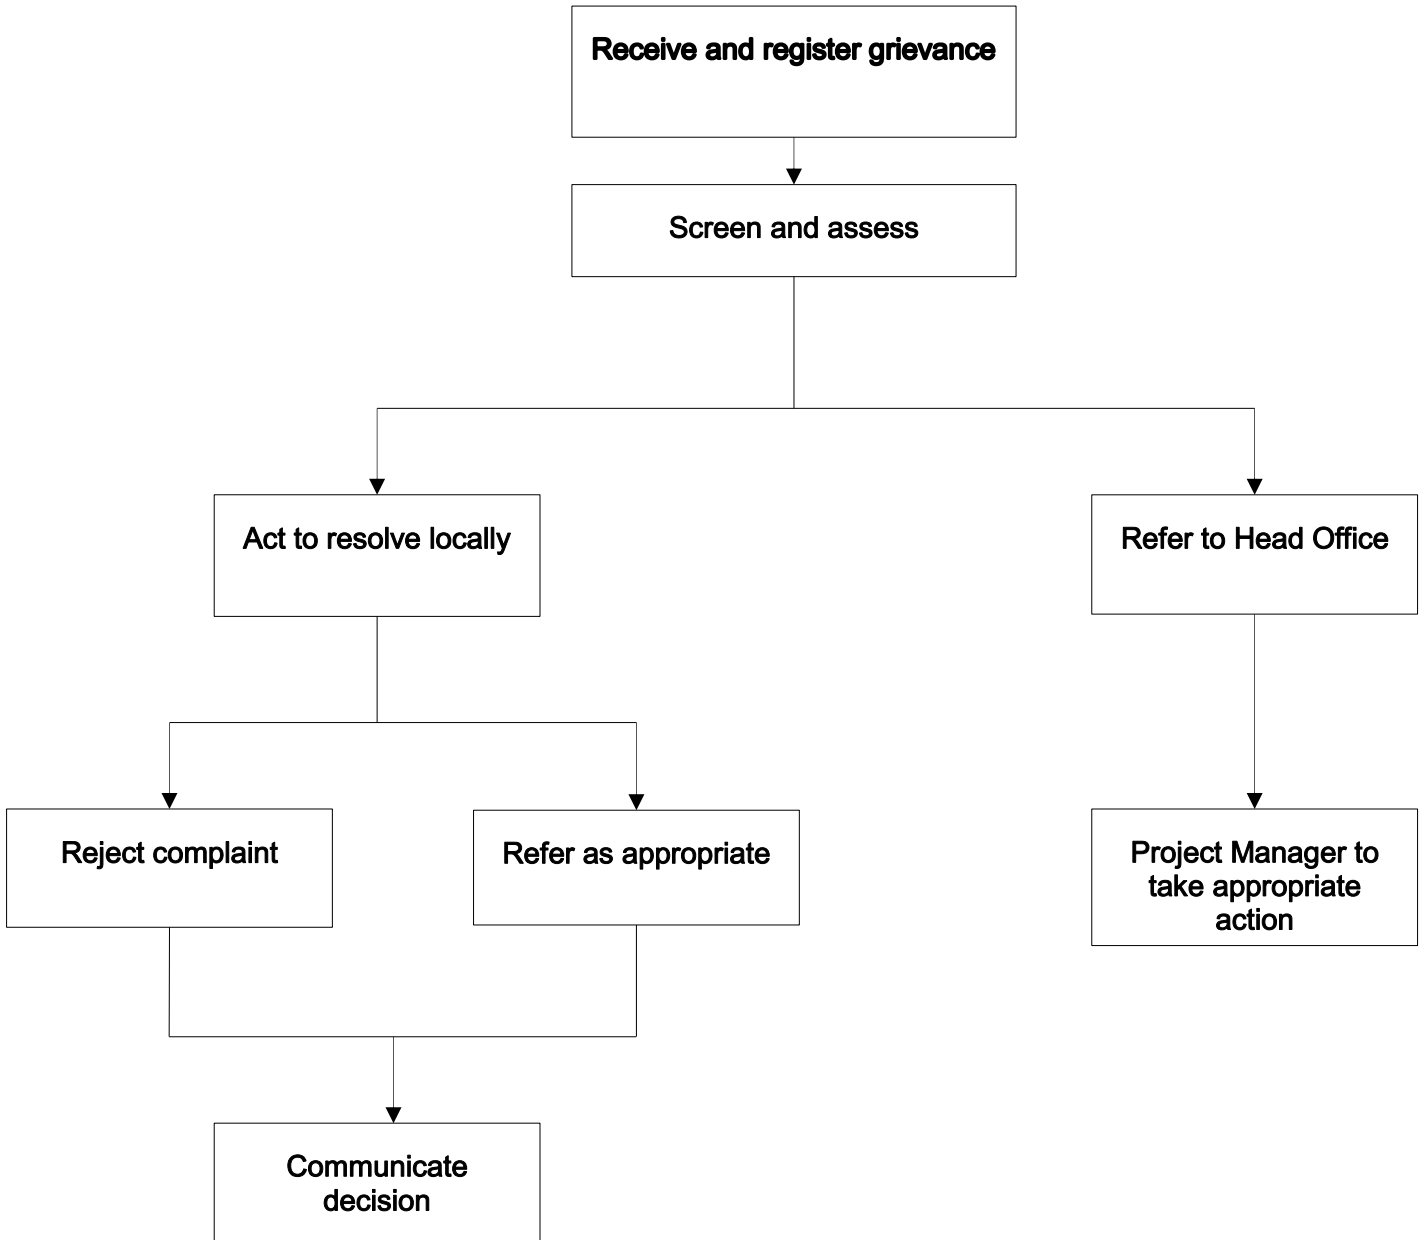 Receive and register grievance
Screen and assess
Act to resolve locally
Refer to Head Office
Reject complaint
Refer as appropriate
Project Manager to
take appropriate
action
Communicate
decision